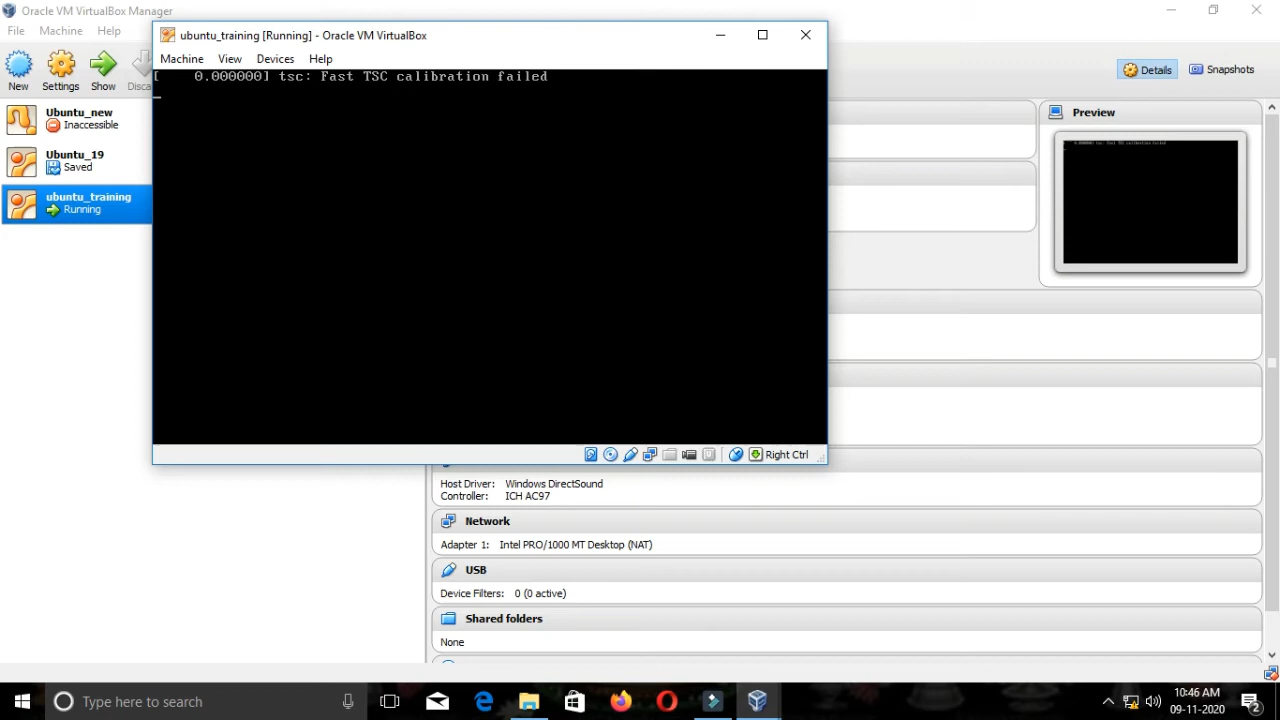 Oracle VM VirtualBox Manager
File Machine Help
New Settings Show Disca
Ubuntu_new
Inaccessible
Ubuntu_19
Saved
ubuntu_training
Running
ubuntu_training [Running] - Oracle VM VirtualBox
Machine View Devices Help
[ 0.000000] tsc: Fast TSC calibration failed
Right Ctrl
Details Snapshots
Preview
Host Driver: Windows DirectSound
Controller: ICH AC97
Network
Adapter 1: Intel PRO/1000 MT Desktop (NAT)
USB
Device Filters: 0 (0 active)
Shared folders
None
Type here to search
10:46 AM
09-11-2020
2